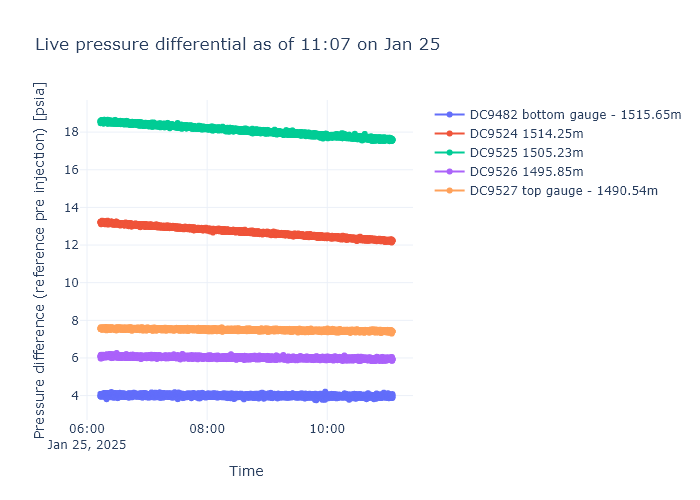 Live pressure differential as of 11:07 on Jan 25
Pressure difference (reference pre injection) [psia]
18
16
14
12
10
8
6
4
06:00
Jan 25, 2025
08:00
10:00
Time
DC9482 bottom gauge - 1515.65m
DC9524 1514.25m
DC9525 1505.23m
DC9526 1495.85m
DC9527 top gauge - 1490.54m